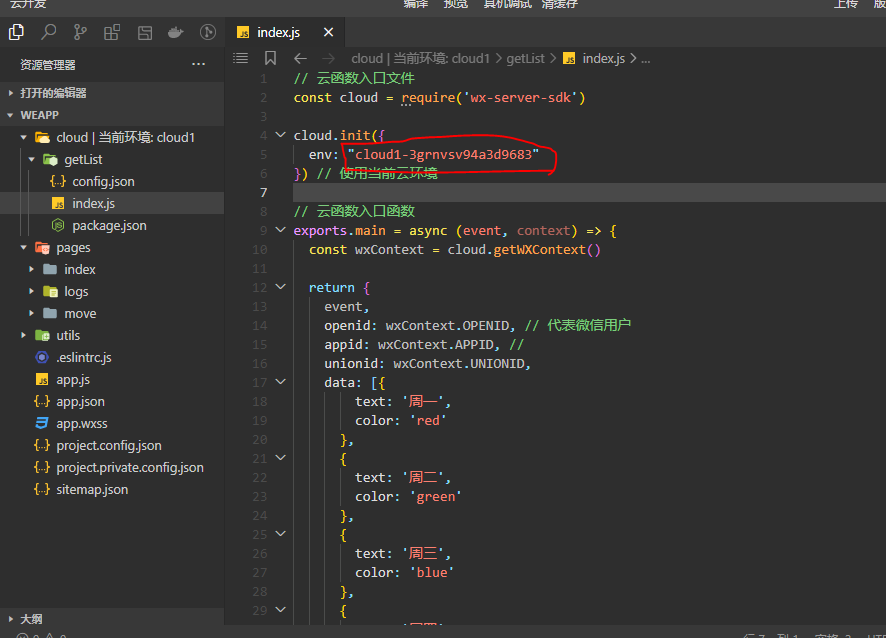 云开发 编译 预览 真机调试 清缓存 上传 版
index.js
资源管理器 ...
cloud | 当前环境: cloud1 > getList > index.js > ...
打开的编辑器
WEAPP
cloud | 当前环境: cloud1
getList
config.json
index.js
package.json
pages
index
logs
move
utils
.eslintrc.js
app.js
app.json
app.wxss
project.config.json
project.private.config.json
sitemap.json
大纲
1 // 云函数入口文件
2 const cloud = require('wx-server-sdk')
3
4 cloud.init({
5 env: "cloud1-3grnvsv94a3d9683"
6 }) // 使用当前云环境
7
8 // 云函数入口函数
9 exports.main = async (event, context) => {
10 const wxContext = cloud.getWXContext()
11
12 return {
13 event,
14 openid: wxContext.OPENID, // 代表微信用户
15 appid: wxContext.APPID, //
16 unionid: wxContext.UNIONID,
17 data: [{
18 text: '周一',
19 color: 'red'
20 },
21 {
22 text: '周二',
23 color: 'green'
24 },
25 {
26 text: '周三',
27 color: 'blue'
28 },
29 {